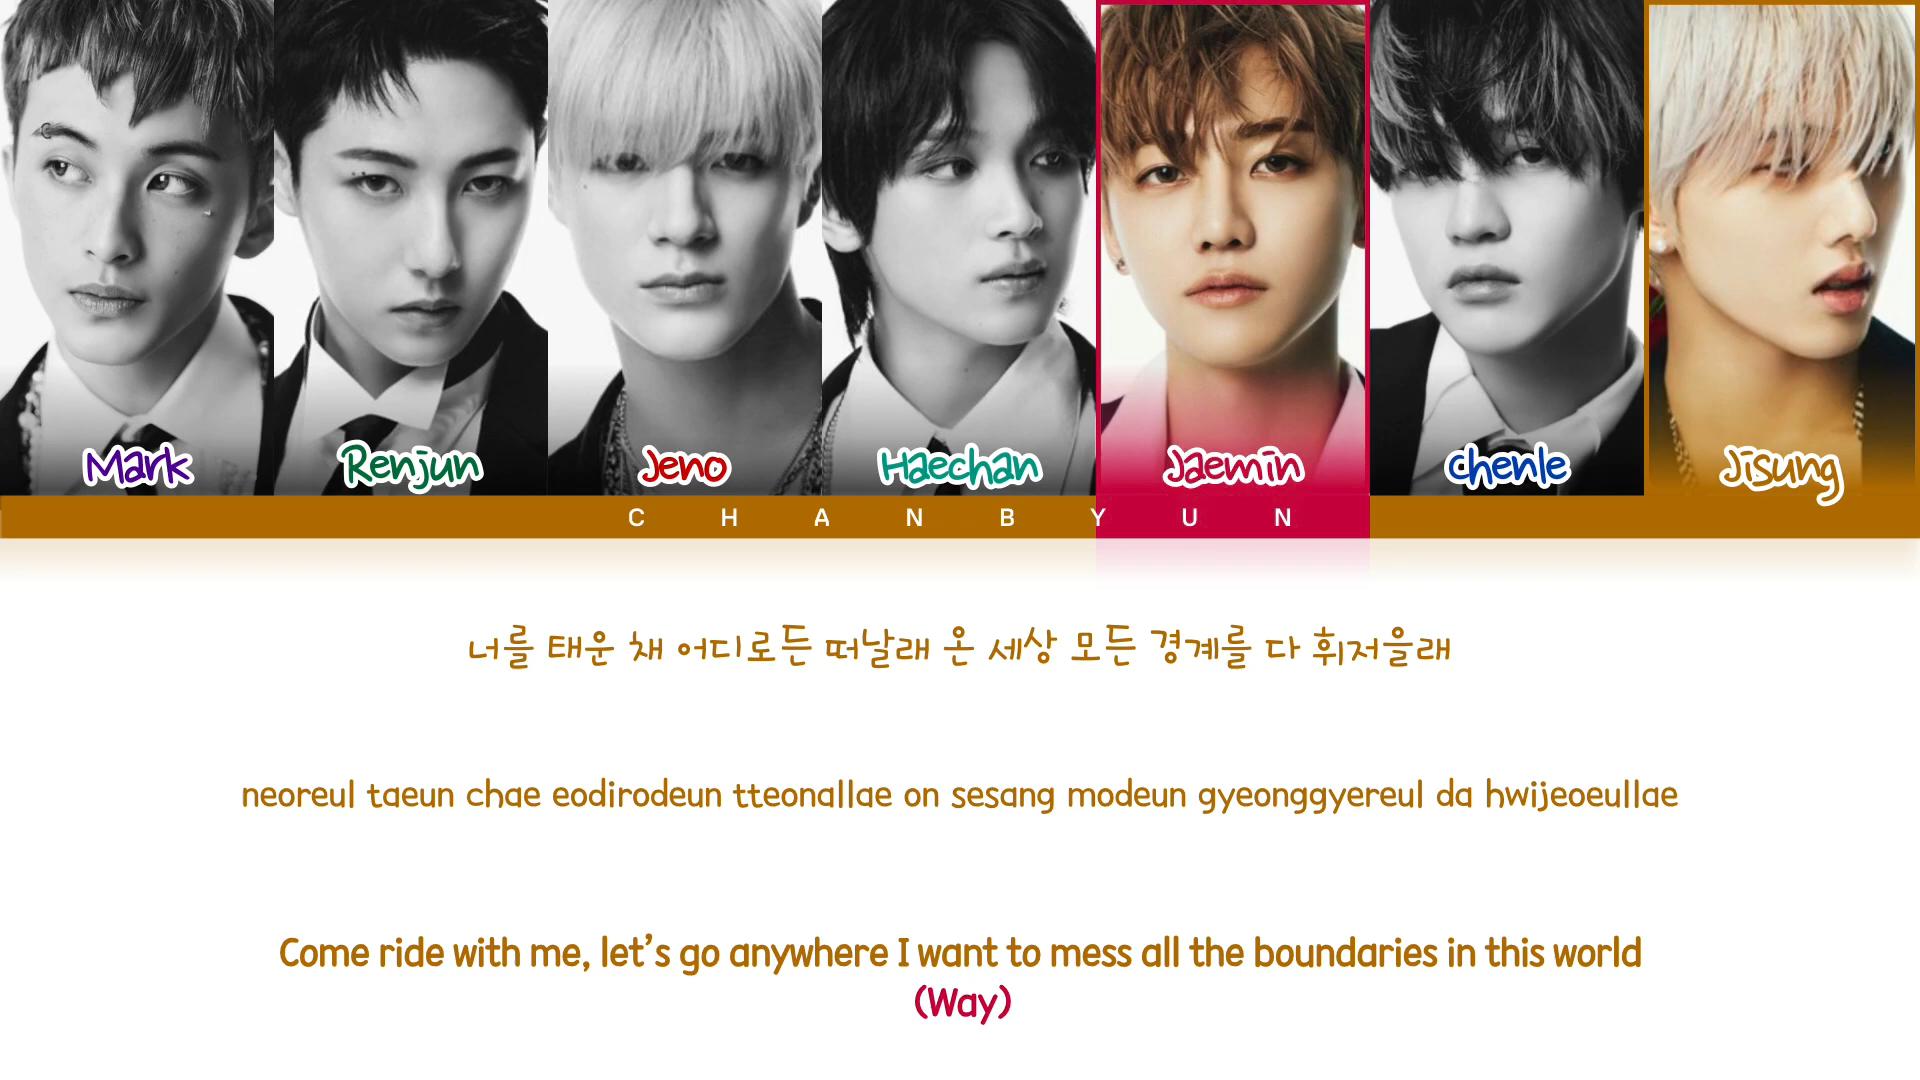 Mark
Renjun
Jeno
Haechan
Jaemin
chenle
Jisung
CHANBYUN
너를 태운 채 어디로든 떠날래 온 세상 모든 경계를 다 휘저울래
neoreul taeun chae eodirodeun tteonallae on sesang modeun gyeonggyereul da hwijeoeullae
Come ride with me, let’s go anywhere I want to mess all the boundaries in this world
(Way)